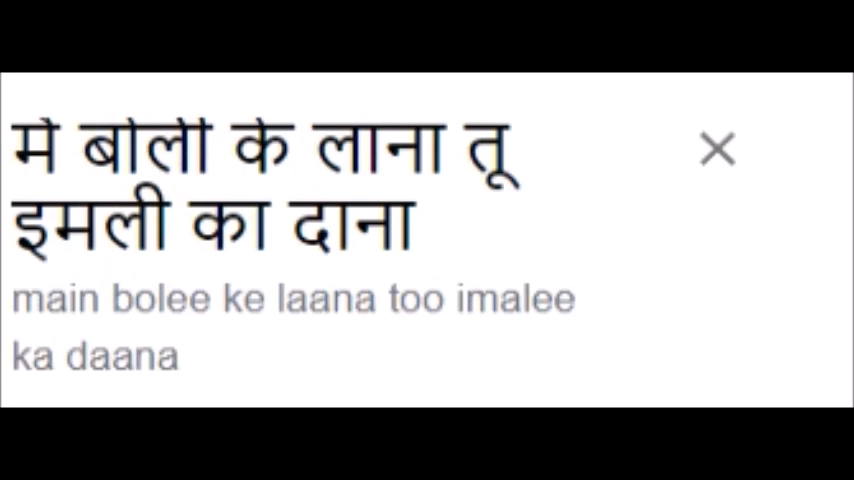 में बोली के लाना तू
इमली का दाना
main bolee ke laana too imalee
ka daana